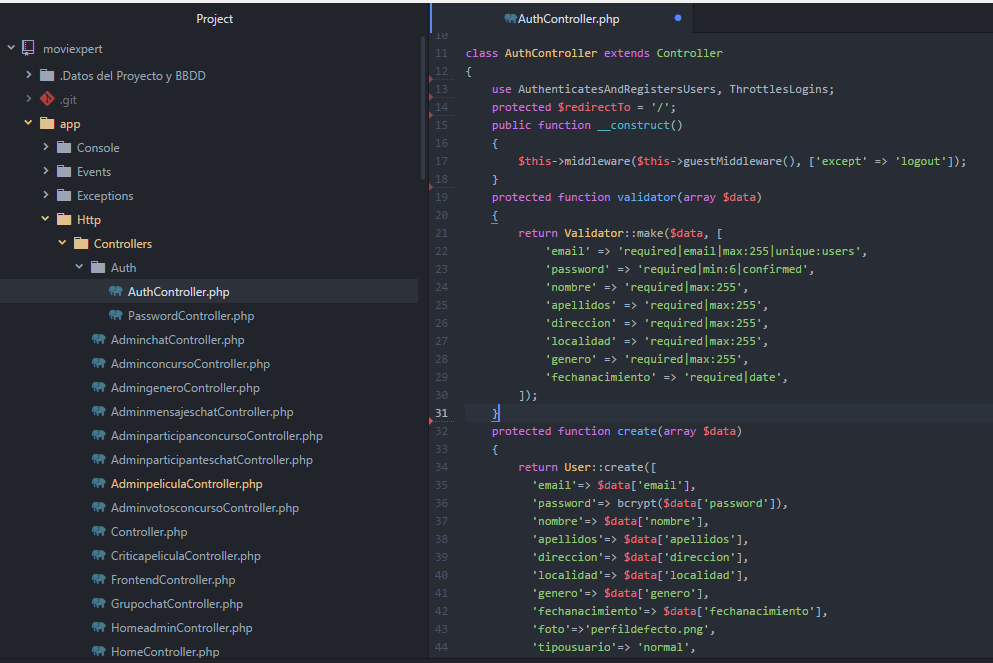 Project
moviexpert
.Datos del Proyecto y BBDD
.git
app
Console
Events
Exceptions
Http
Controllers
Auth
AuthController.php
PasswordController.php
AdminchatController.php
AdminconcursoController.php
AdmingeneroController.php
AdminmensajeschatController.php
AdminparticipanconcursoController.php
AdminparticipanteschatController.php
AdminpeliculaController.php
AdminvotosconcursoController.php
Controller.php
CriticapeliculaController.php
FrontendController.php
GrupochatController.php
HomeadminController.php
HomeController.php
AuthController.php
10
11 class AuthController extends Controller
12 {
13 use AuthenticatesAndRegistersUsers, ThrottlesLogins;
14 protected $redirectTo = '/';
15 public function __construct()
16 {
17 $this->middleware($this->guestMiddleware(), ['except' => 'logout']);
18 }
19 protected function validator(array $data)
20 {
21 return Validator::make($data, [
22 'email' => 'required|email|max:255|unique:users',
23 'password' => 'required|min:6|confirmed',
24 'nombre' => 'required|max:255',
25 'apellidos' => 'required|max:255',
26 'direccion' => 'required|max:255',
27 'localidad' => 'required|max:255',
28 'genero' => 'required|max:255',
29 'fechanacimiento' => 'required|date',
30 ]);
31 }
32 protected function create(array $data)
33 {
34 return User::create([
35 'email'=> $data['email'],
36 'password'=> bcrypt($data['password']),
37 'nombre'=> $data['nombre'],
38 'apellidos'=> $data['apellidos'],
39 'direccion'=> $data['direccion'],
40 'localidad'=> $data['localidad'],
41 'genero'=> $data['genero'],
42 'fechanacimiento'=> $data['fechanacimiento'],
43 'foto'=>'perfildefecto.png',
44 'tipousuario'=> 'normal',